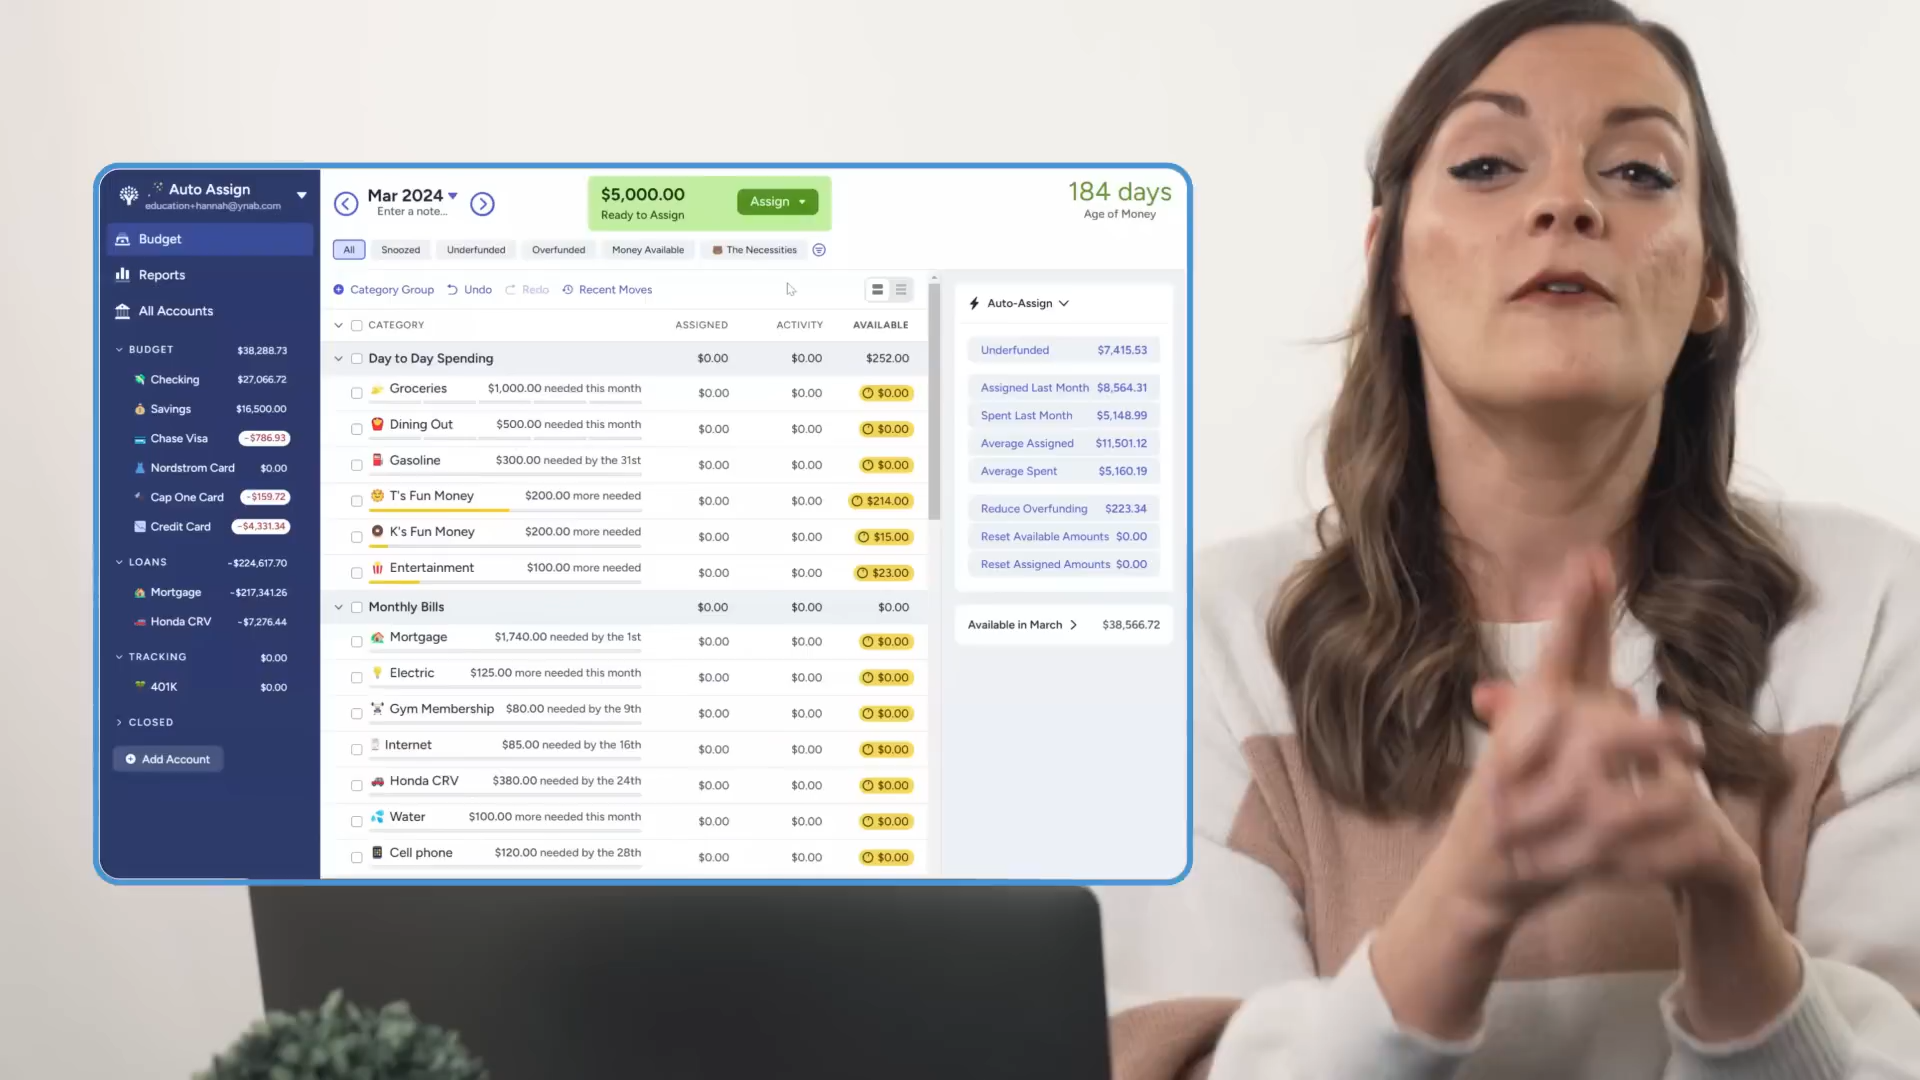 Auto Assign
education+hannah@ynab.com
Budget
Reports
All Accounts
BUDGET $38,288.73
Checking $27,066.72
Savings $16,500.00
Chase Visa -$786.93
Nordstrom Card $0.00
Cap One Card -$159.72
Credit Card -$4,331.34
LOANS -$224,617.70
Mortgage -$217,341.26
Honda CRV -$7,276.44
TRACKING $0.00
401K $0.00
CLOSED
Add Account
Mar 2024
Enter a note...
$5,000.00
Ready to Assign
Assign
184 days
Age of Money
All Snoozed Underfunded Overfunded Money Available The Necessities
Category Group Undo Redo Recent Moves
CATEGORY ASSIGNED ACTIVITY AVAILABLE
Day to Day Spending $0.00 $0.00 $252.00
Groceries $1,000.00 needed this month $0.00 $0.00 $0.00
Dining Out $500.00 needed this month $0.00 $0.00 $0.00
Gasoline $300.00 needed by the 31st $0.00 $0.00 $0.00
T's Fun Money $200.00 more needed $0.00 $0.00 $214.00
K's Fun Money $200.00 more needed $0.00 $0.00 $15.00
Entertainment $100.00 more needed $0.00 $0.00 $23.00
Monthly Bills $0.00 $0.00 $0.00
Mortgage $1,740.00 needed by the 1st $0.00 $0.00 $0.00
Electric $125.00 more needed this month $0.00 $0.00 $0.00
Gym Membership $80.00 needed by the 9th $0.00 $0.00 $0.00
Internet $85.00 needed by the 16th $0.00 $0.00 $0.00
Honda CRV $380.00 needed by the 24th $0.00 $0.00 $0.00
Water $100.00 more needed this month $0.00 $0.00 $0.00
Cell phone $120.00 needed by the 28th $0.00 $0.00 $0.00
Auto-Assign
Underfunded $7,415.53
Assigned Last Month $8,564.31
Spent Last Month $5,148.99
Average Assigned $11,501.12
Average Spent $5,160.19
Reduce Overfunding $223.34
Reset Available Amounts $0.00
Reset Assigned Amounts $0.00
Available in March $38,566.72